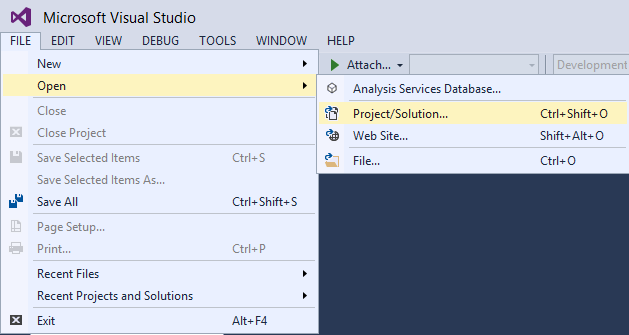 Microsoft Visual Studio
FILE EDIT VIEW DEBUG TOOLS WINDOW HELP
Attach... Development
New
Open
Close
Close Project
Save Selected Items Ctrl+S
Save Selected Items As...
Save All Ctrl+Shift+S
Page Setup...
Print... Ctrl+P
Recent Files
Recent Projects and Solutions
Exit Alt+F4
Analysis Services Database...
Project/Solution... Ctrl+Shift+O
Web Site... Shift+Alt+O
File... Ctrl+O